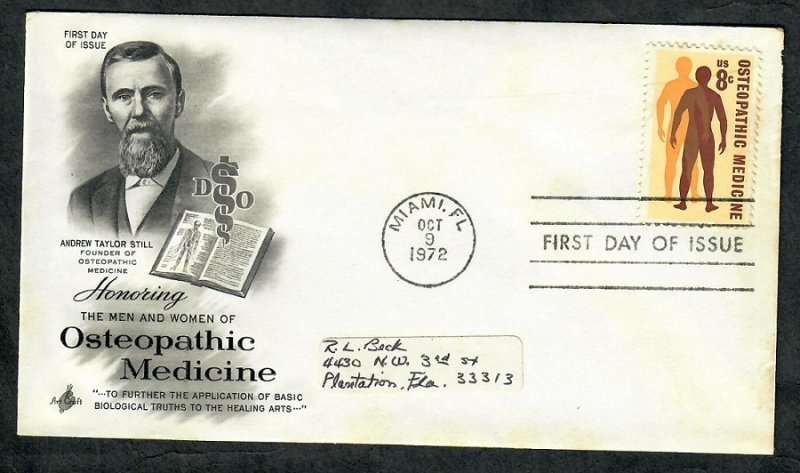 FIRST DAY
OF ISSUE
D O
ANDREW TAYLOR STILL
FOUNDER OF
OSTEOPATHIC
MEDICINE
Honoring
THE MEN AND WOMEN OF
Osteopathic
Medicine
"...TO FURTHER THE APPLICATION OF BASIC
BIOLOGICAL TRUTHS TO THE HEALING ARTS..."
Art Craft
MIAMI, FL
OCT
9
1972
US
8c
OSTEOPATHIC MEDICINE
FIRST DAY OF ISSUE
R. L. Beck
4430 N.W. 3rd st
Plantation, Fla. 33313